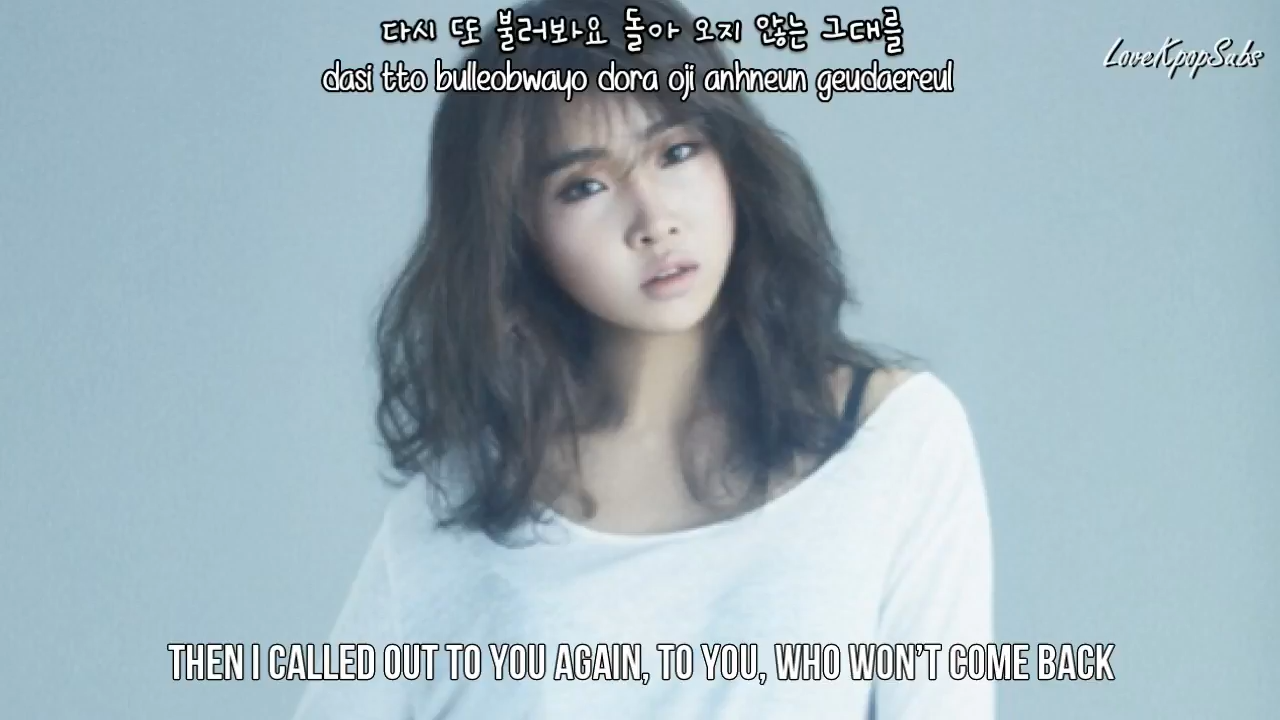 다시 또 불러봐요 돌아 오지 않는 그대를
LoveKpopSubs
dasi tto bulleobwayo dora oji anhneun geudaereul
THEN I CALLED OUT TO YOU AGAIN, TO YOU, WHO WON'T COME BACK